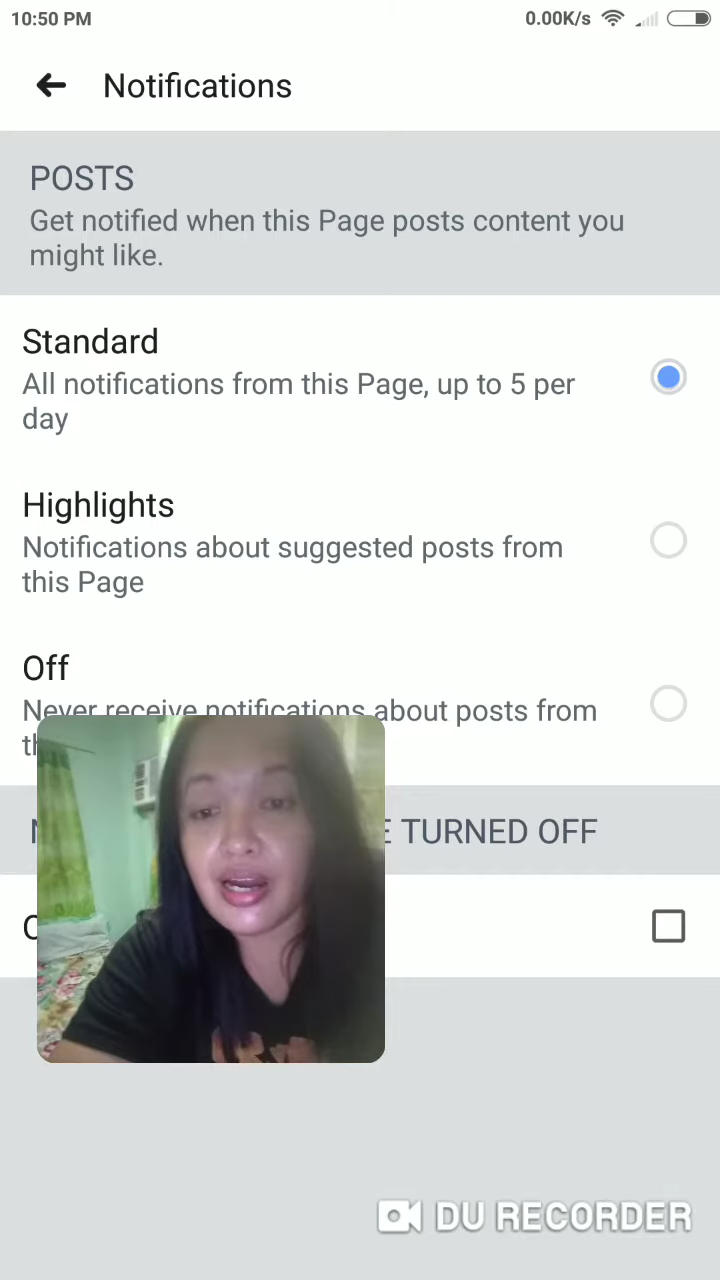 10:50 PM 0.00K/s
Notifications
POSTS
Get notified when this Page posts content you
might like.
Standard
All notifications from this Page, up to 5 per
day
Highlights
Notifications about suggested posts from
this Page
Off
Never receive notifications about posts from
TURNED OFF
DU RECORDER